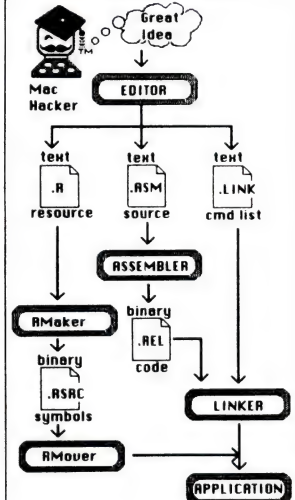 Great
Idea
TM
Mac
Hacker
EDITOR
text text text
.R .ASM .LINK
resource source cmd list
ASSEMBLER
binary
.REL
code
RMaker
binary
.RSRC
symbols
LINKER
RMover
APPLICATION